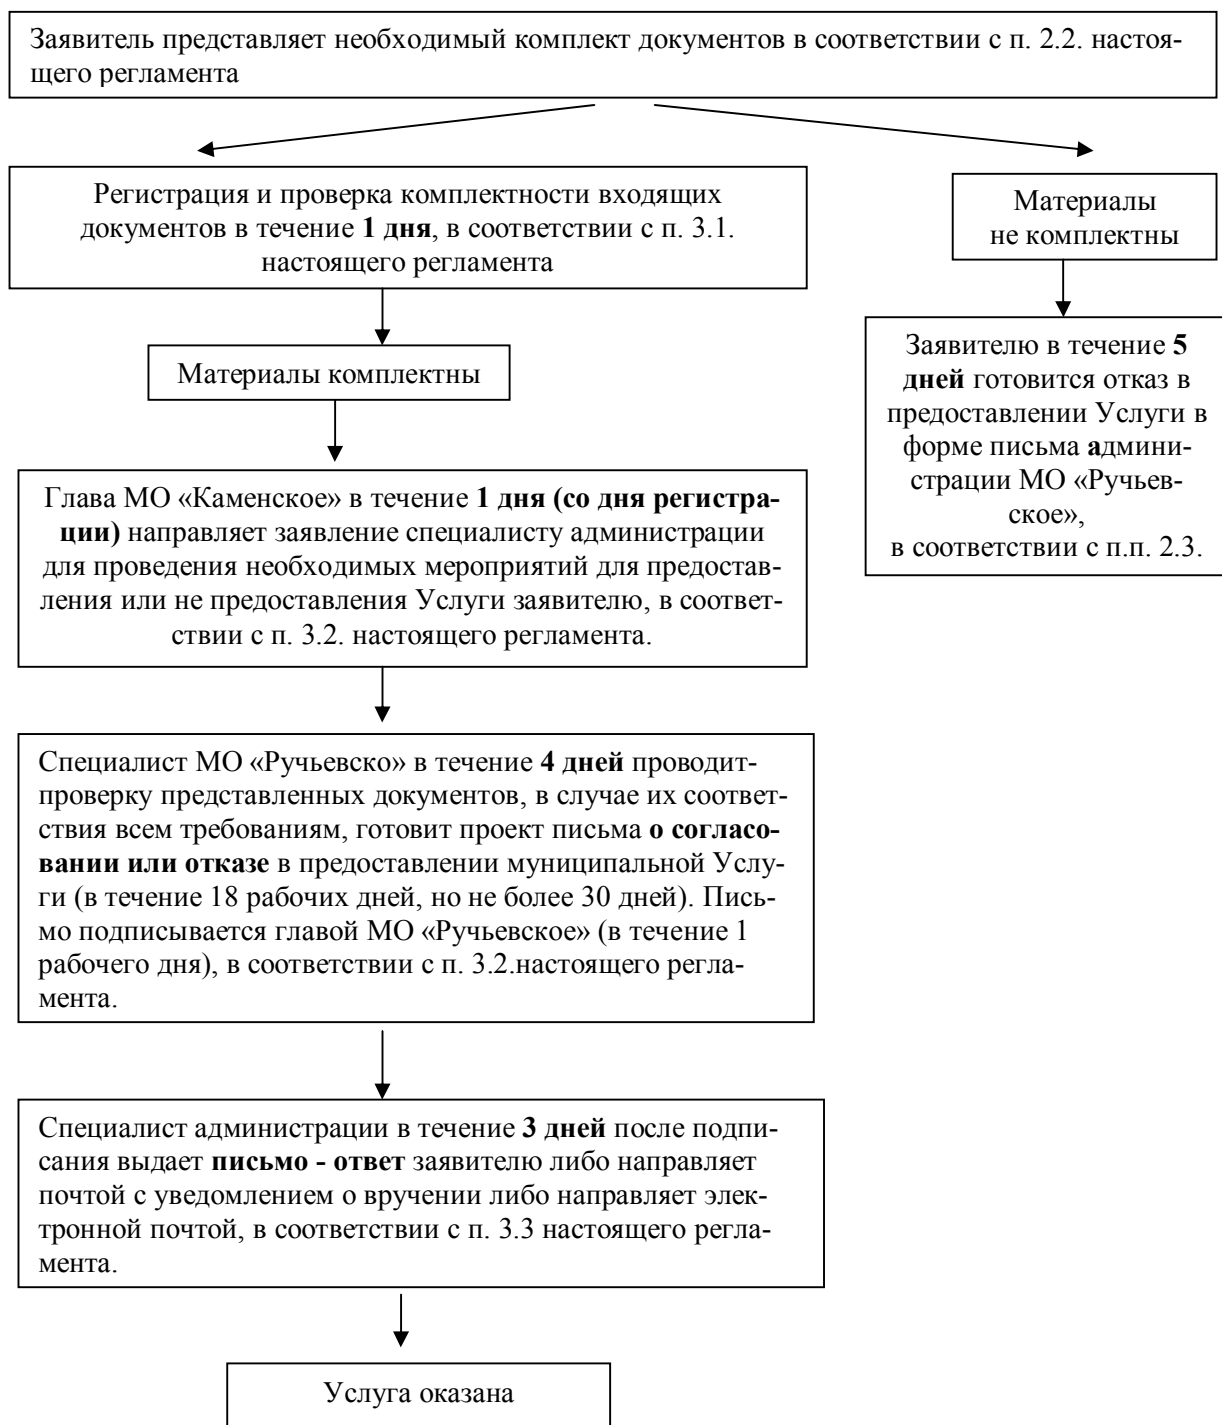 Заявитель представляет необходимый комплект документов в соответствии с п. 2.2. настоя-
щего регламента
Регистрация и проверка комплектности входящих
документов в течение 1 дня, в соответствии с п. 3.1.
настоящего регламента
Материалы
не комплектны
Материалы комплектны
Заявителю в течение 5
дней готовится отказ в
предоставлении Услуги в
форме письма админи-
страции МО «Ручьев-
ское»,
в соответствии с п.п. 2.3.
Глава МО «Каменское» в течение 1 дня (со дня регистра-
ции) направляет заявление специалисту администрации
для проведения необходимых мероприятий для предостав-
ления или не предоставления Услуги заявителю, в соответ-
ствии с п. 3.2. настоящего регламента.
Специалист МО «Ручьевско» в течение 4 дней проводит-
проверку представленных документов, в случае их соответ-
ствия всем требованиям, готовит проект письма о согласо-
вании или отказе в предоставлении муниципальной Услу-
ги (в течение 18 рабочих дней, но не более 30 дней). Пись-
мо подписывается главой МО «Ручьевское» (в течение 1
рабочего дня), в соответствии с п. 3.2.настоящего регла-
мента.
Специалист администрации в течение 3 дней после подпи-
сания выдает письмо - ответ заявителю либо направляет
почтой с уведомлением о вручении либо направляет элек-
тронной почтой, в соответствии с п. 3.3 настоящего регла-
мента.
Услуга оказана